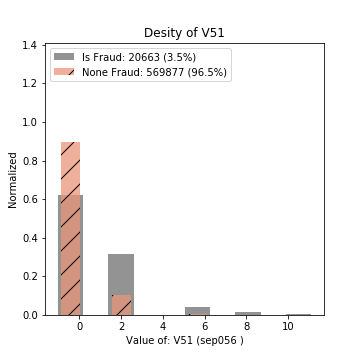 Desity of V51
Is Fraud: 20663 (3.5%)
None Fraud: 569877 (96.5%)
1.4
1.2
1.0
0.8
0.6
0.4
0.2
0.0
Normalized
0 2 4 6 8 10
Value of: V51 (sep056 )